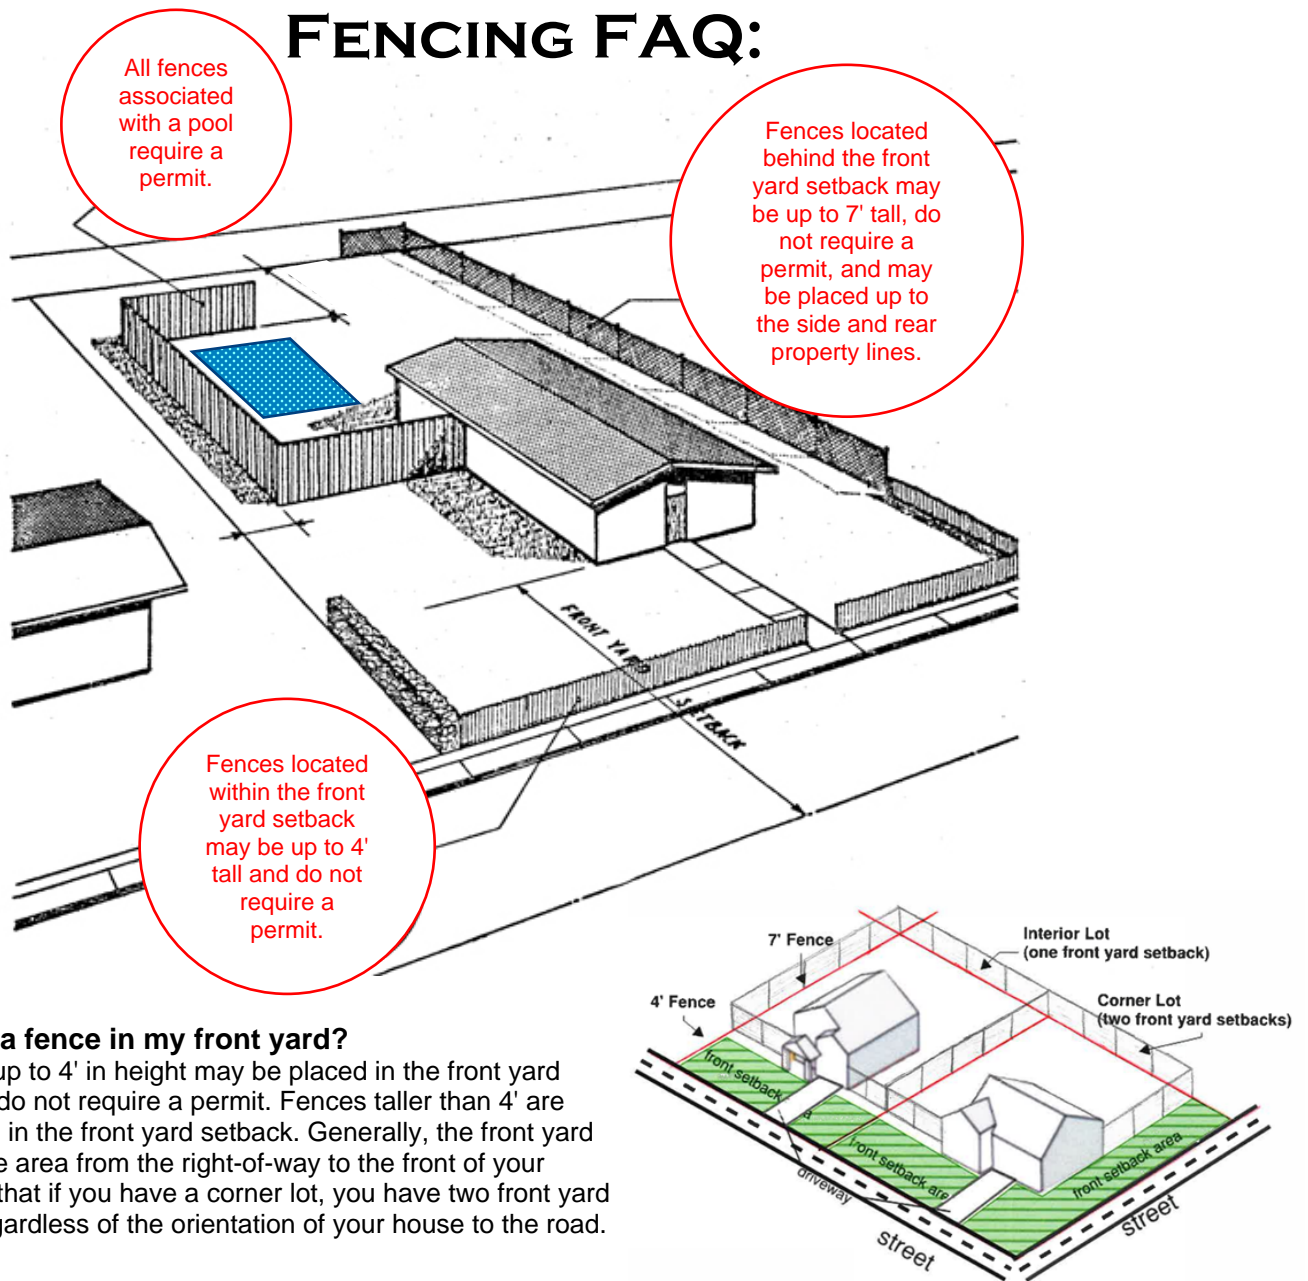 FENCING FAQ:
All fences
associated
with a pool
require a
permit.
Fences located
behind the front
yard setback may
be up to 7' tall, do
not require a
permit, and may
be placed up to
the side and rear
property lines.
FRONT YARD
SETBACK
Fences located
within the front
yard setback
may be up to 4'
tall and do not
require a
permit.
7' Fence
Interior Lot
(one front yard setback)
4' Fence
Corner Lot
(two front yard setbacks)
front setback
front setback area
front setback area
driveway
street
street
a fence in my front yard?
up to 4' in height may be placed in the front yard
do not require a permit. Fences taller than 4' are
in the front yard setback. Generally, the front yard
e area from the right-of-way to the front of your
that if you have a corner lot, you have two front yard
gardless of the orientation of your house to the road.